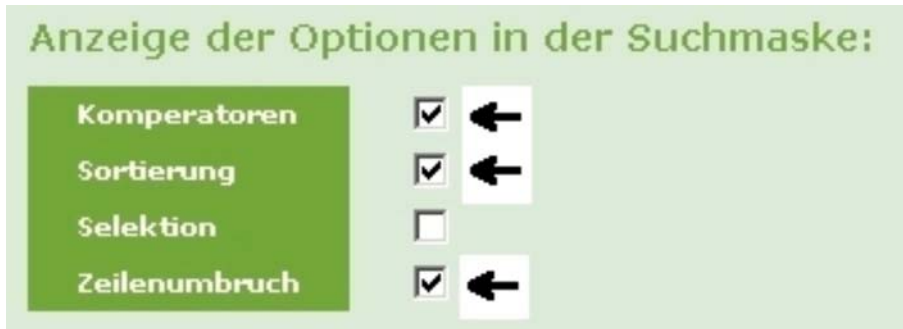 Anzeige der Optionen in der Suchmaske:
Komperatoren
Sortierung
Selektion
Zeilenumbruch